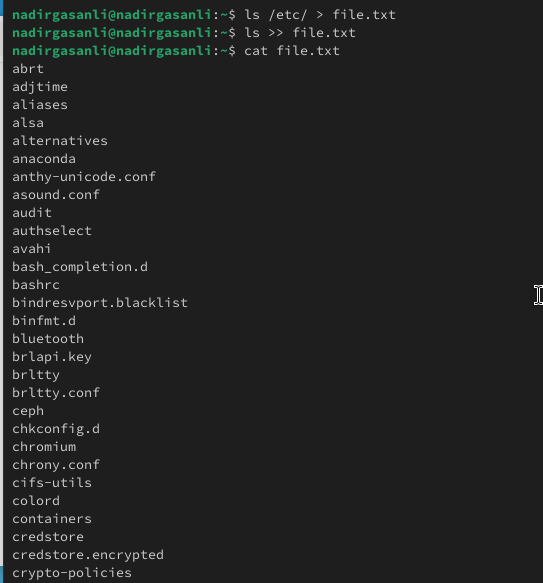 nadirgasanli@nadirgasanli:~$ ls /etc/ > file.txt
nadirgasanli@nadirgasanli:~$ ls >> file.txt
nadirgasanli@nadirgasanli:~$ cat file.txt
abrt
adjtime
aliases
alsa
alternatives
anaconda
anthy-unicode.conf
asound.conf
audit
authselect
avahi
bash_completion.d
bashrc
bindresvport.blacklist
binfmt.d
bluetooth
brlapi.key
brltty
brltty.conf
ceph
chkconfig.d
chromium
chrony.conf
cifs-utils
colord
containers
credstore
credstore.encrypted
crypto-policies